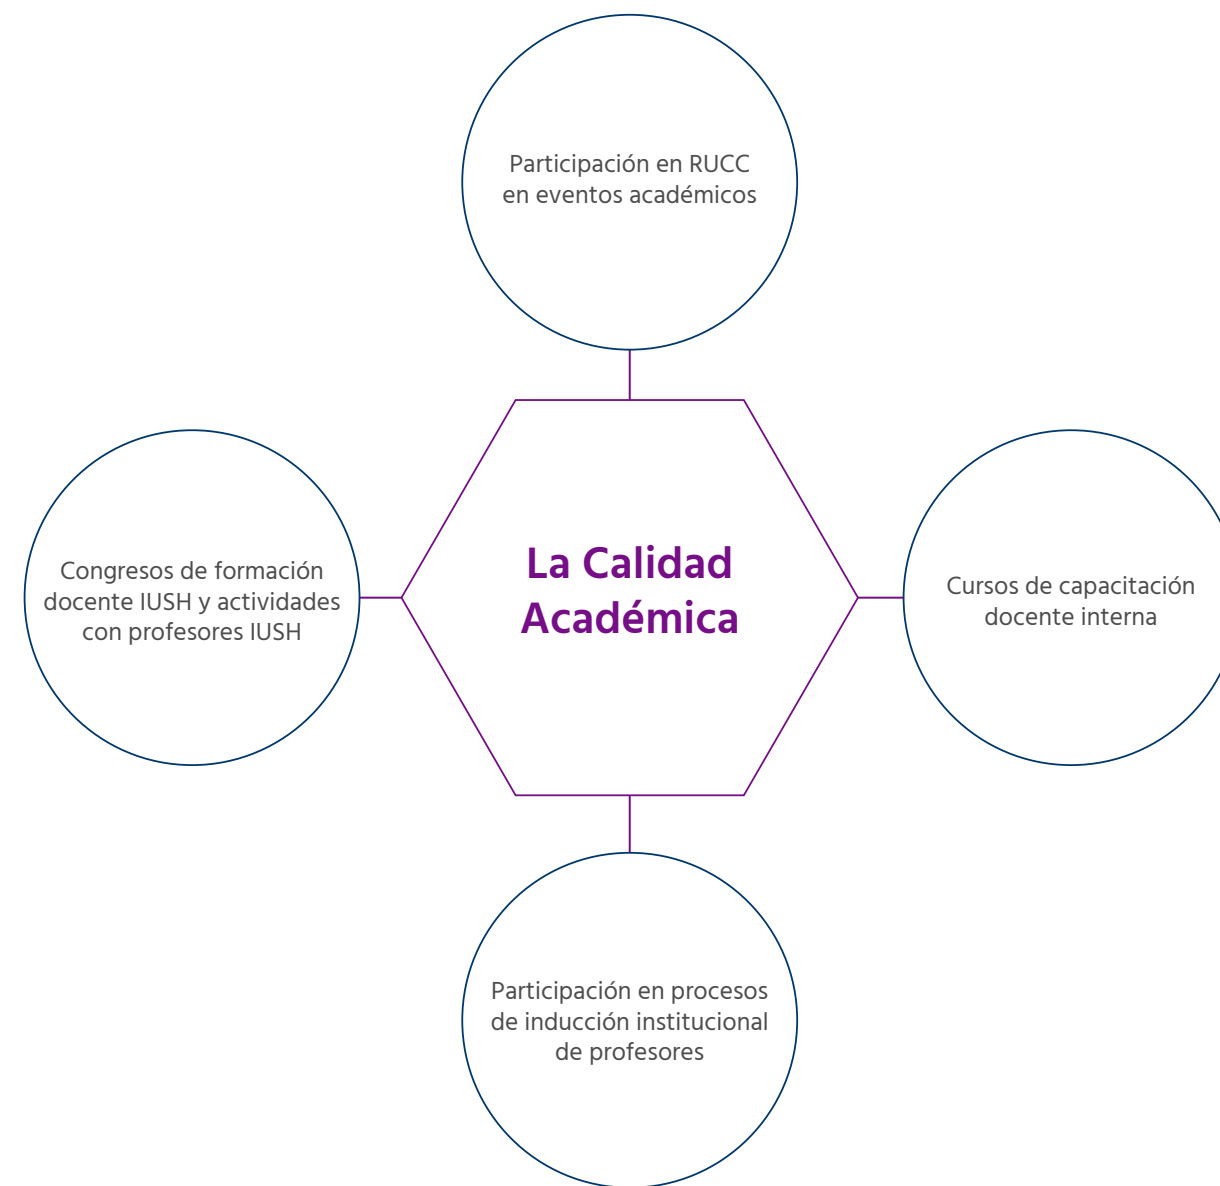 Participación en RUCC
en eventos académicos
Congresos de formación
docente IUSH y actividades
con profesores IUSH
La Calidad
Académica
Cursos de capacitación
docente interna
Participación en procesos
de inducción institucional
de profesores